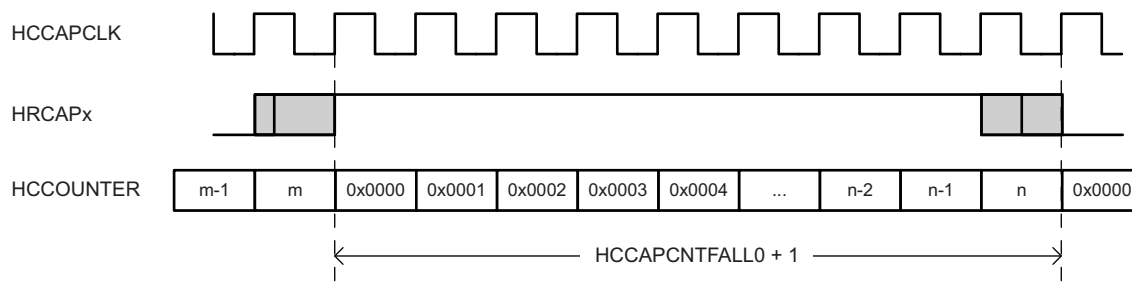 HCCAPCLK
HRCAPx
HCCOUNTER m-1 m 0x0000 0x0001 0x0002 0x0003 0x0004 ... n-2 n-1 n 0x0000
HCCAPCNTFALL0 + 1